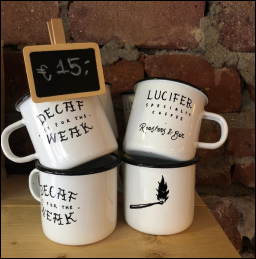 € 15;
DECAF
IS FOR THE
WEAK
LUCIFER
SPECIALTY
COFFEE
Roasters & Bar
DECAF
IS FOR THE
WEAK